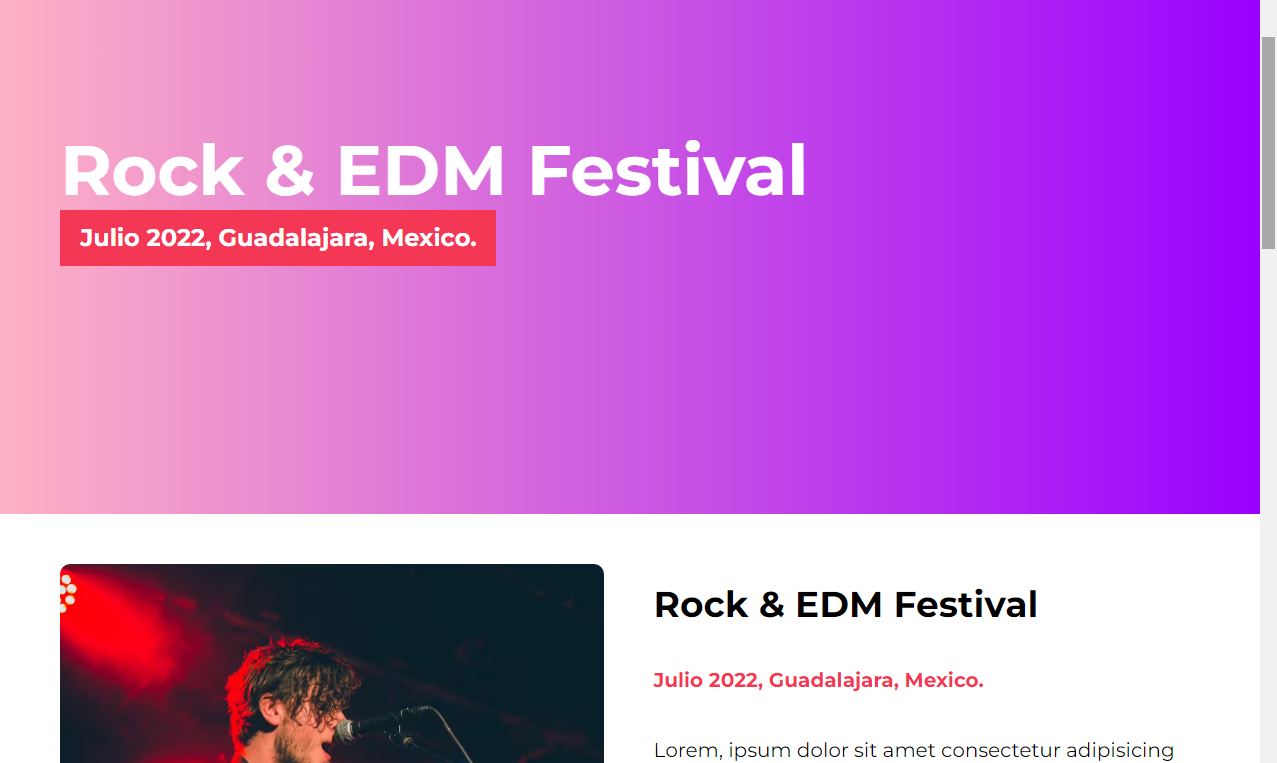 Rock & EDM Festival
Julio 2022, Guadalajara, Mexico.
Rock & EDM Festival
Julio 2022, Guadalajara, Mexico.
Lorem, ipsum dolor sit amet consectetur adipisicing